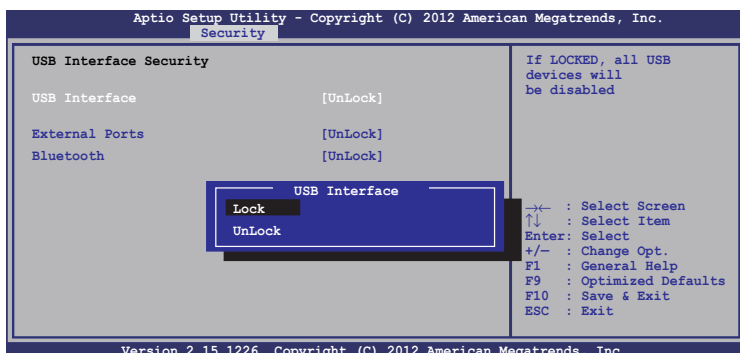 Aptio Setup Utility - Copyright (C) 2012 American Megatrends, Inc.
Security
USB Interface Security
USB Interface [UnLock]
External Ports [UnLock]
Bluetooth [UnLock]
USB Interface
Lock
UnLock
If LOCKED, all USB
devices will
be disabled
→← : Select Screen
↑↓ : Select Item
Enter: Select
+/— : Change Opt.
F1 : General Help
F9 : Optimized Defaults
F10 : Save & Exit
ESC : Exit
Version 2.15.1226. Copyright (C) 2012 American Megatrends, Inc.